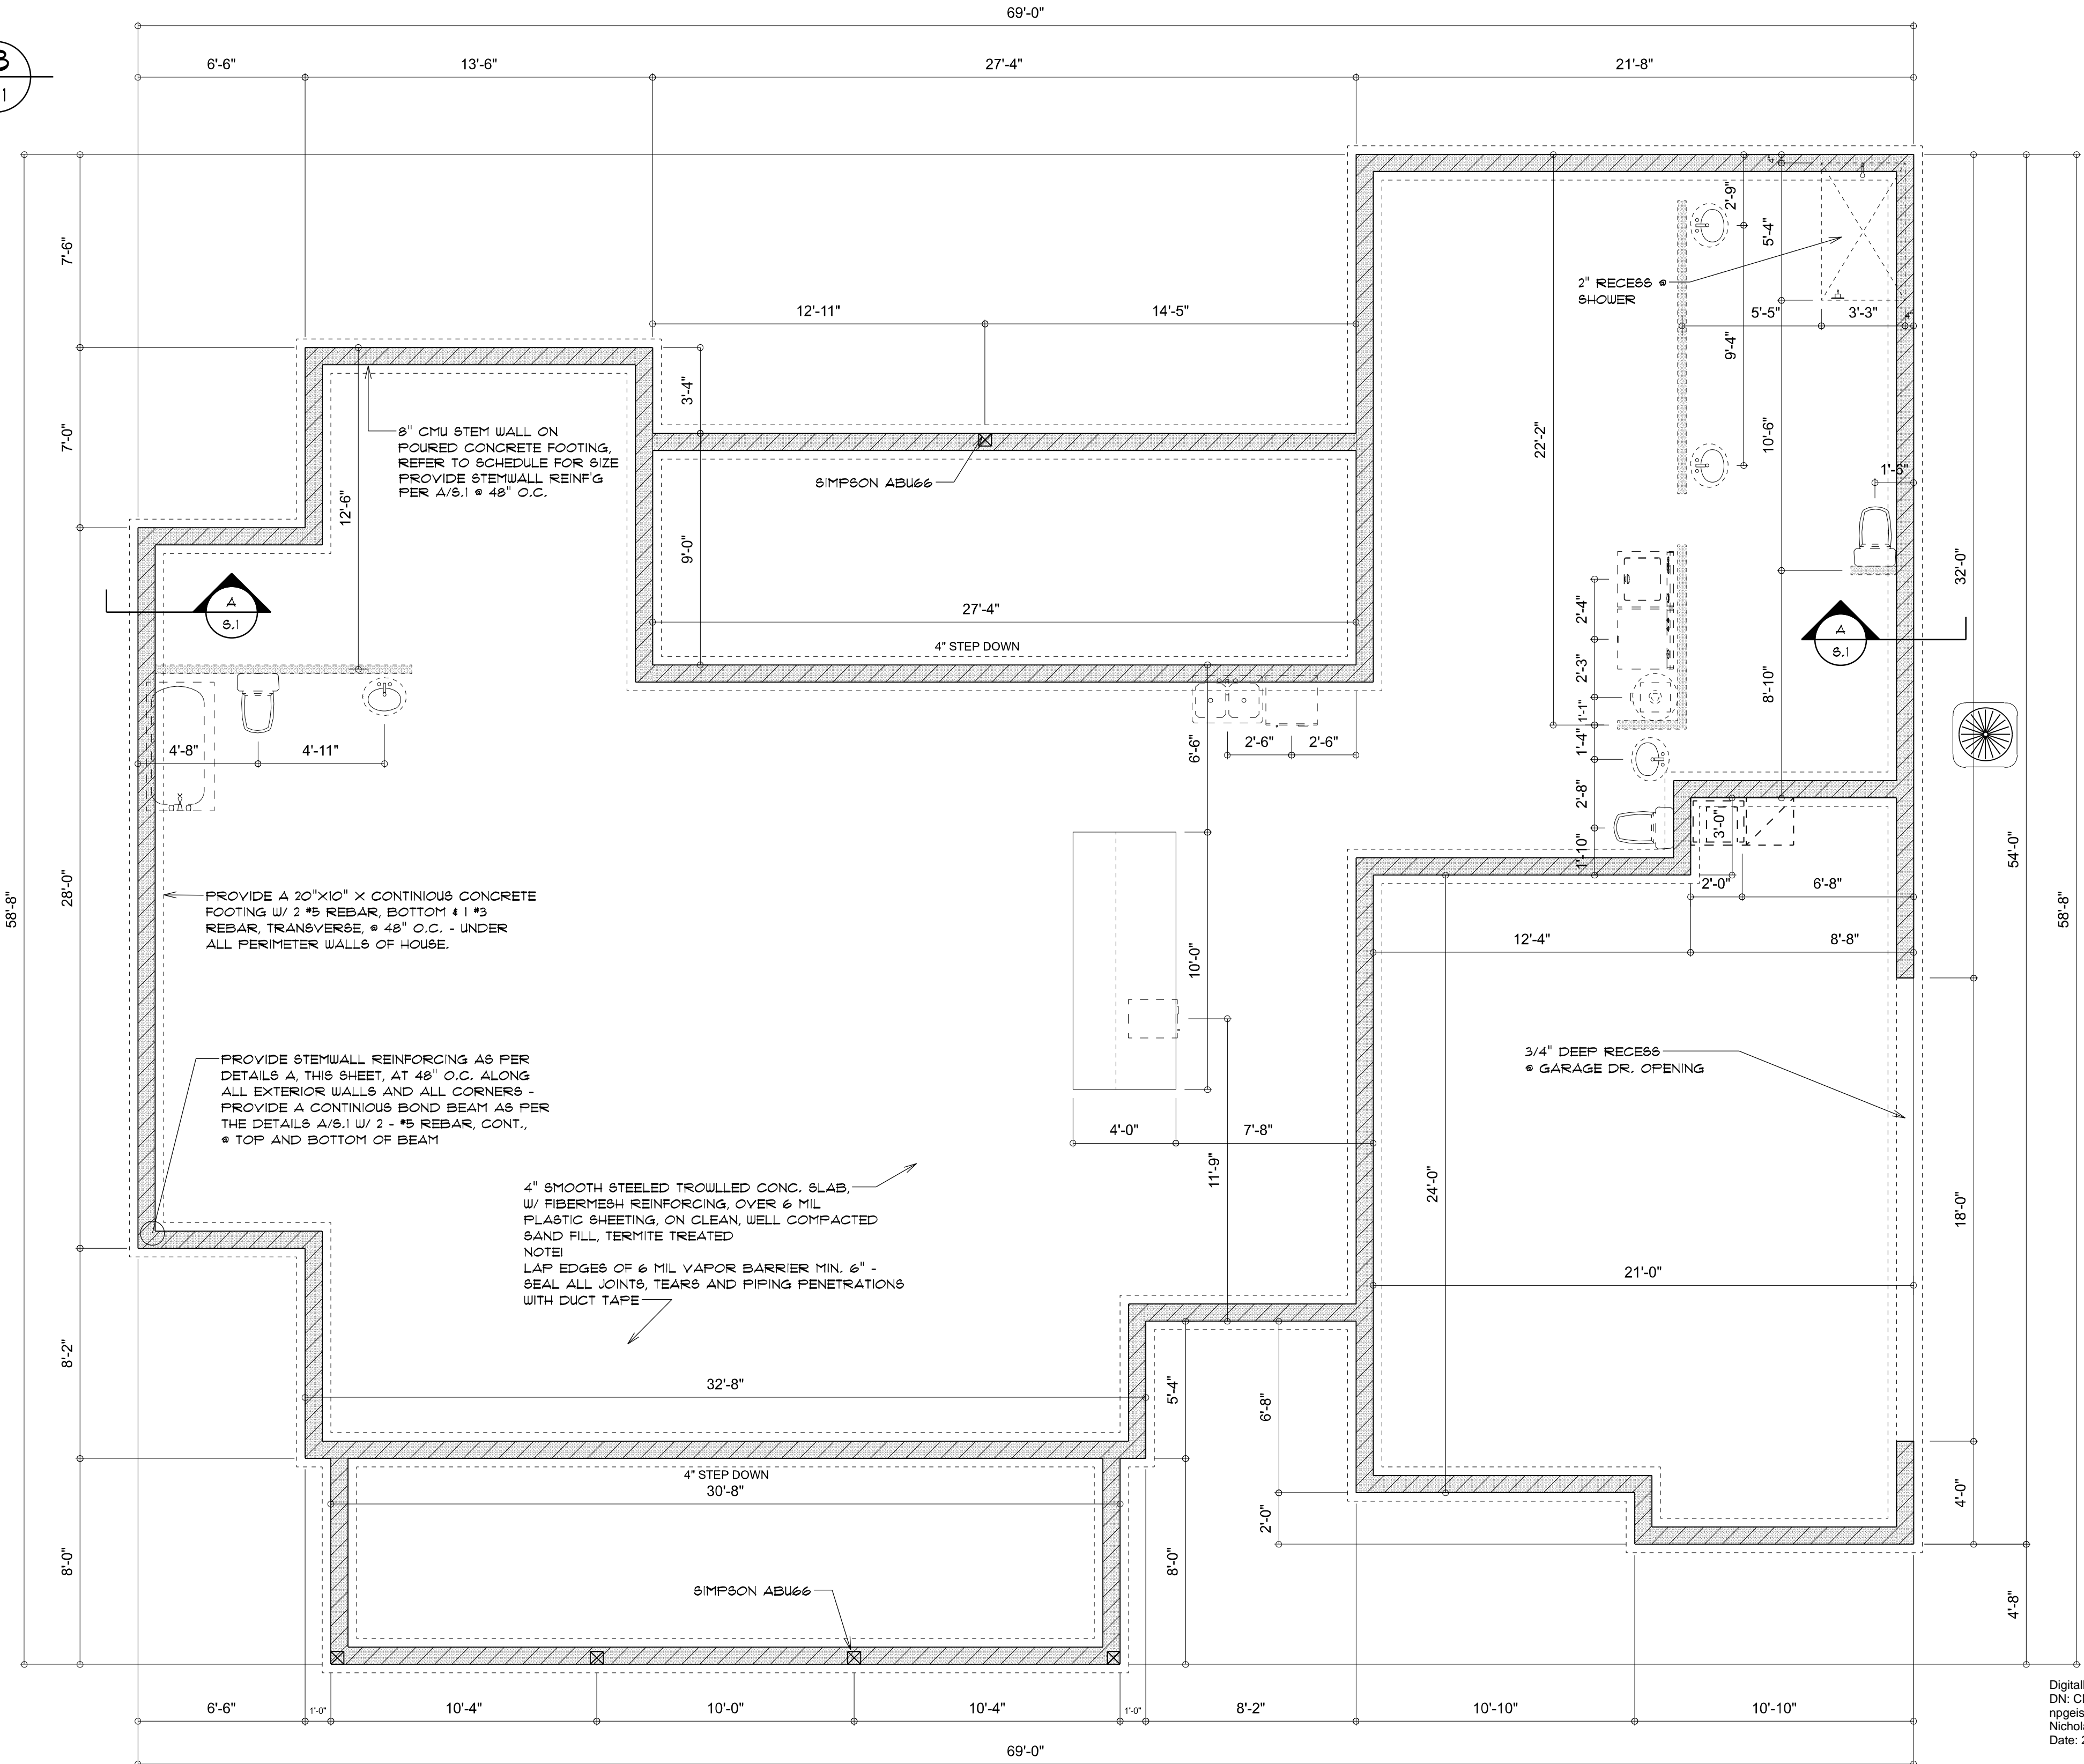 69'-0"
6'-6" 13'-6" 27'-4" 21'-8"
7'-6"
7'-0"
28'-0"
8'-2"
8'-0"
58'-8"
12'-11" 14'-5"
3'-4"
9'-0"
27'-4"
4" STEP DOWN
8" CMU STEM WALL ON
POURED CONCRETE FOOTING,
REFER TO SCHEDULE FOR SIZE
PROVIDE STEMWALL REINF'G
PER A/S.1 @ 48" O.C.
12'-6"
SIMPSON ABU66
A
S.1
4'-8" 4'-11"
22'-2"
2" RECESS @
SHOWER
4"
2'-9"
5'-4"
5'-5" 3'-3" 4"
9'-4"
10'-6"
1'-6"
8'-10"
2'-4"
2'-3"
1'-1"
1'-4"
2'-8"
1'-10"
A
S.1
32'-0"
54'-0"
58'-8"
18'-0"
4'-0"
4'-8"
3'-0"
2'-0" 6'-8"
12'-4" 8'-8"
6'-6"
2'-6" 2'-6"
10'-0"
4'-0" 7'-8"
11'-9"
24'-0"
21'-0"
3/4" DEEP RECESS
@ GARAGE DR. OPENING
PROVIDE A 20"X10" X CONTINIOUS CONCRETE
FOOTING W/ 2 #5 REBAR, BOTTOM & 1 #3
REBAR, TRANSVERSE, @ 48" O.C. - UNDER
ALL PERIMETER WALLS OF HOUSE.
PROVIDE STEMWALL REINFORCING AS PER
DETAILS A, THIS SHEET, AT 48" O.C. ALONG
ALL EXTERIOR WALLS AND ALL CORNERS -
PROVIDE A CONTINIOUS BOND BEAM AS PER
THE DETAILS A/S.1 W/ 2 - #5 REBAR, CONT.,
@ TOP AND BOTTOM OF BEAM
4" SMOOTH STEELED TROWLLED CONC. SLAB,
W/ FIBERMESH REINFORCING, OVER 6 MIL
PLASTIC SHEETING, ON CLEAN, WELL COMPACTED
SAND FILL, TERMITE TREATED
NOTE!
LAP EDGES OF 6 MIL VAPOR BARRIER MIN. 6" -
SEAL ALL JOINTS, TEARS AND PIPING PENETRATIONS
WITH DUCT TAPE
32'-8"
4" STEP DOWN
30'-8"
SIMPSON ABU66
5'-4"
6'-8"
2'-0"
8'-0"
6'-6" 1'-0" 10'-4" 10'-0" 10'-4" 1'-0" 8'-2" 10'-10" 10'-10"
69'-0"
DN:
Date: 2